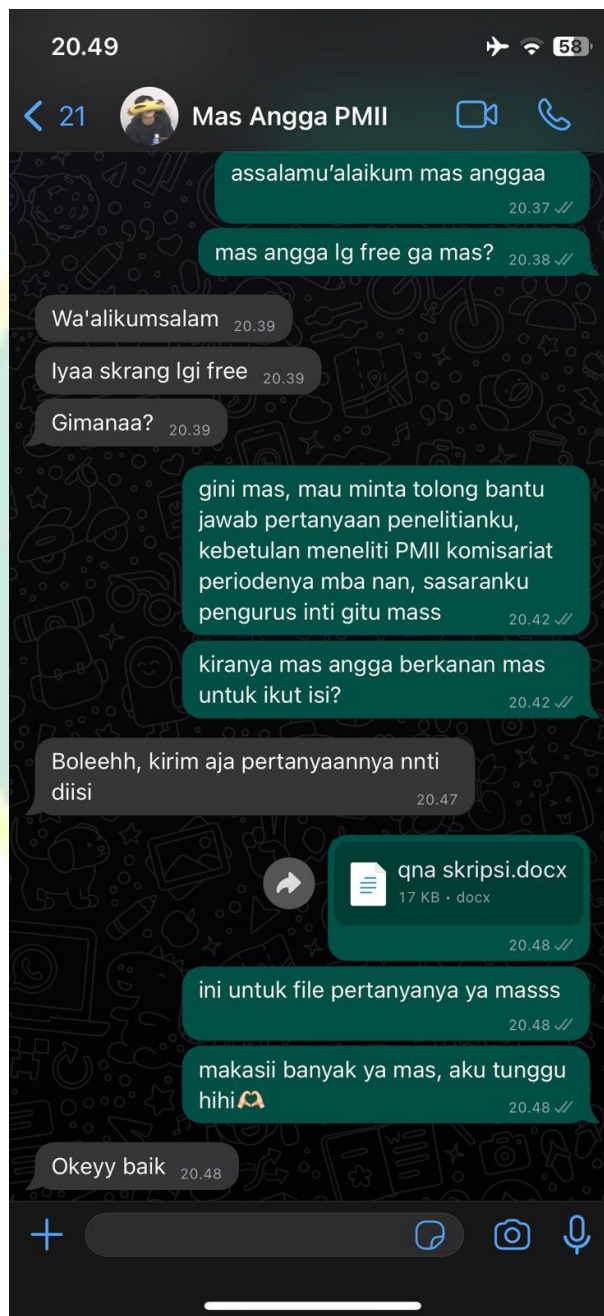 20.49
58
21
Mas Angga PMII
assalamu'alaikum mas anggaa
20.37
mas angga lg free ga mas? 20.38
Wa'alikumsalam 20.39
Iyaa skrang lgi free 20.39
Gimanaa? 20.39
gini mas, mau minta tolong bantu
jawab pertanyaan penelitianku,
kebetulan meneliti PMII komisariat
periodenya mba nan, sasaranku
pengurus inti gitu mass 20.42
kiranya mas angga berkanan mas
untuk ikut isi? 20.42
Boleehh, kirim aja pertanyaannya nnti
diisi 20.47
qna skripsi.docx
17 KB • docx
20.48
ini untuk file pertanyanya ya masss
20.48
makasii banyak ya mas, aku tunggu
hihi🫶🏻 20.48
Okeyy baik 20.48